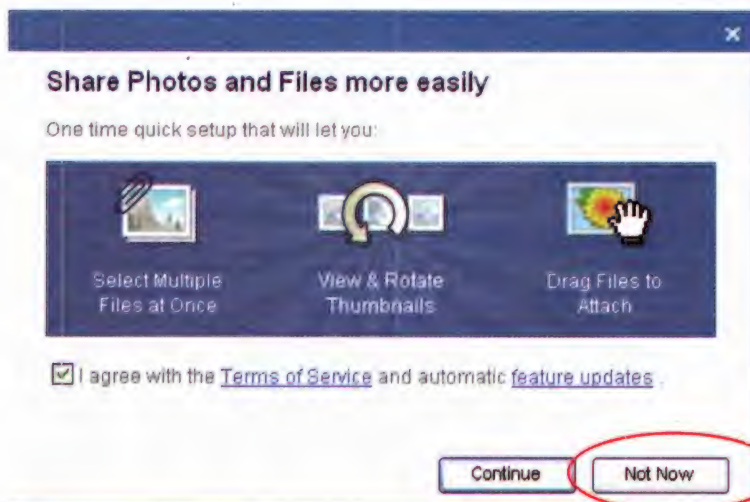 Share Photos and Files more easily
One time quick setup that will let you:
Select Multiple
Files at Once
View & Rotate
Thumbnails
Drag Files to
Attach
I agree with the Terms of Service and automatic feature updates .
Continue
Not Now